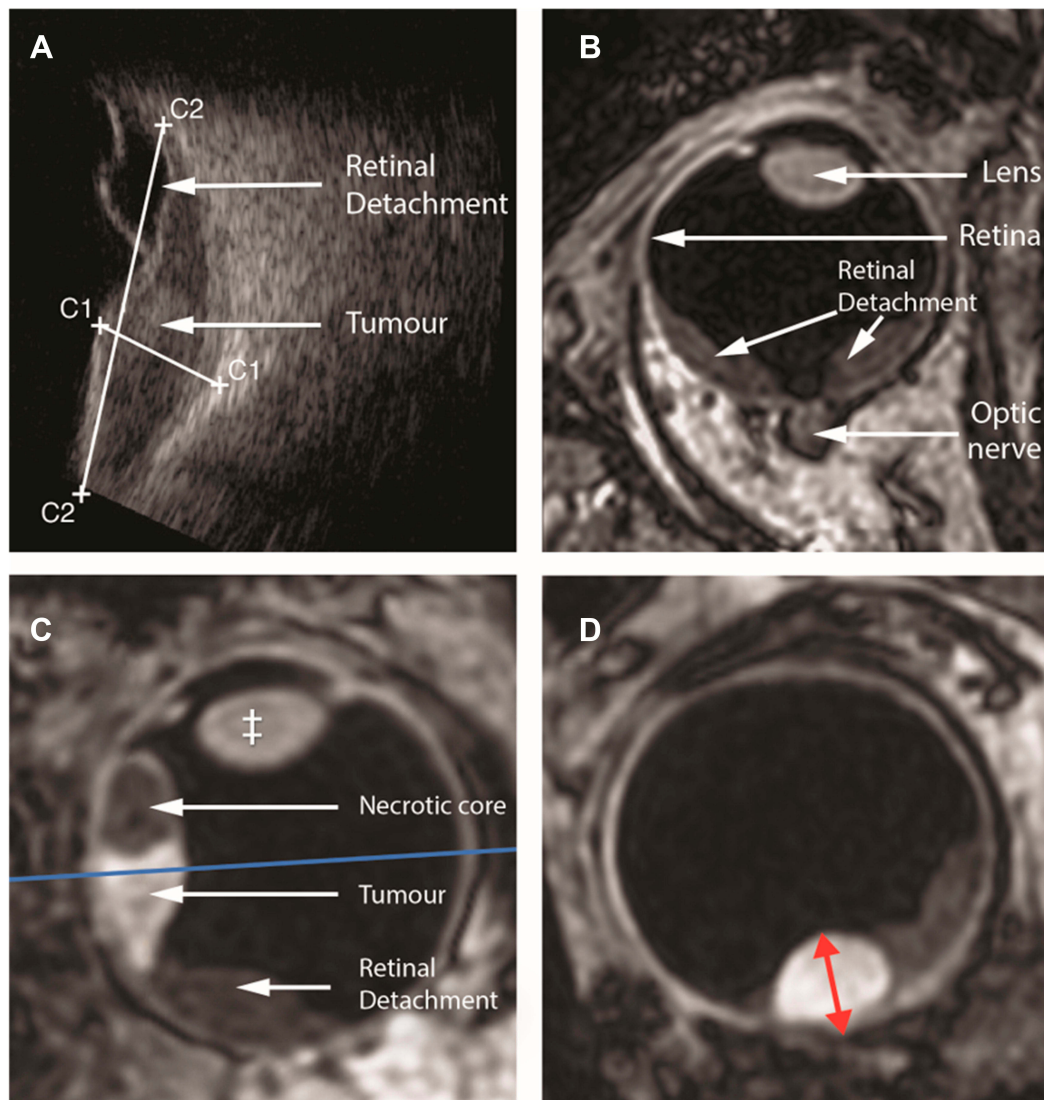 A
C2
Retinal
Detachment
C1
Tumour
C1
C2
B
Lens
Retina
Retinal
Detachment
Optic
nerve
C
‡
Necrotic core
Tumour
Retinal
Detachment
D